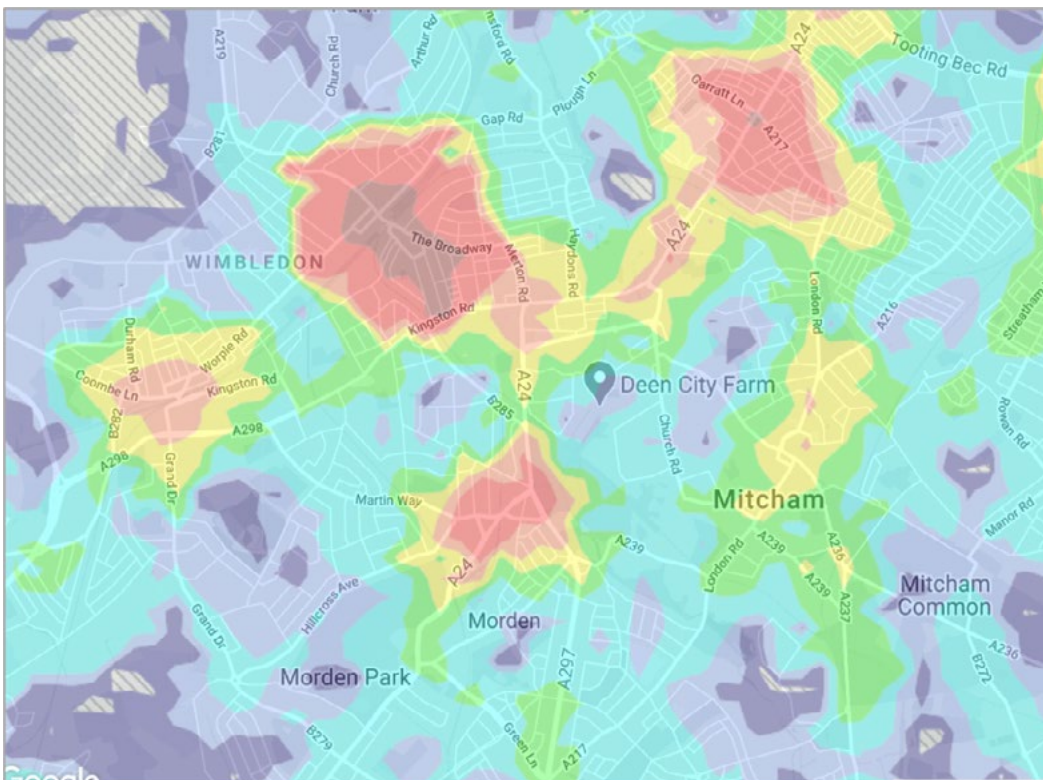 A24
Tooting Bec Rd
A219
Church Rd
Arthur Rd
nsford Rd
Plough Ln
Garratt Ln
Gap Rd
A217
B281
The Broadway
Merton Rd
Haydons Rd
A24
WIMBLEDON
London Rd
A216
Streatham
Kingston Rd
Durham Rd
Worple Rd
Coombe Ln
Kingston Rd
A24
Deen City Farm
B285
B282
A298
A298
Church Rd
Rowan Rd
Grand Dr
Martin Way
Mitcham
Manor Rd
A239
A239
A236
London Rd
A24
A239
Mitcham
Common
A237
Hillcross Ave
Grand Dr
Morden
A236
A297
B272
Morden Park
Green Ln
B279
A217
Google